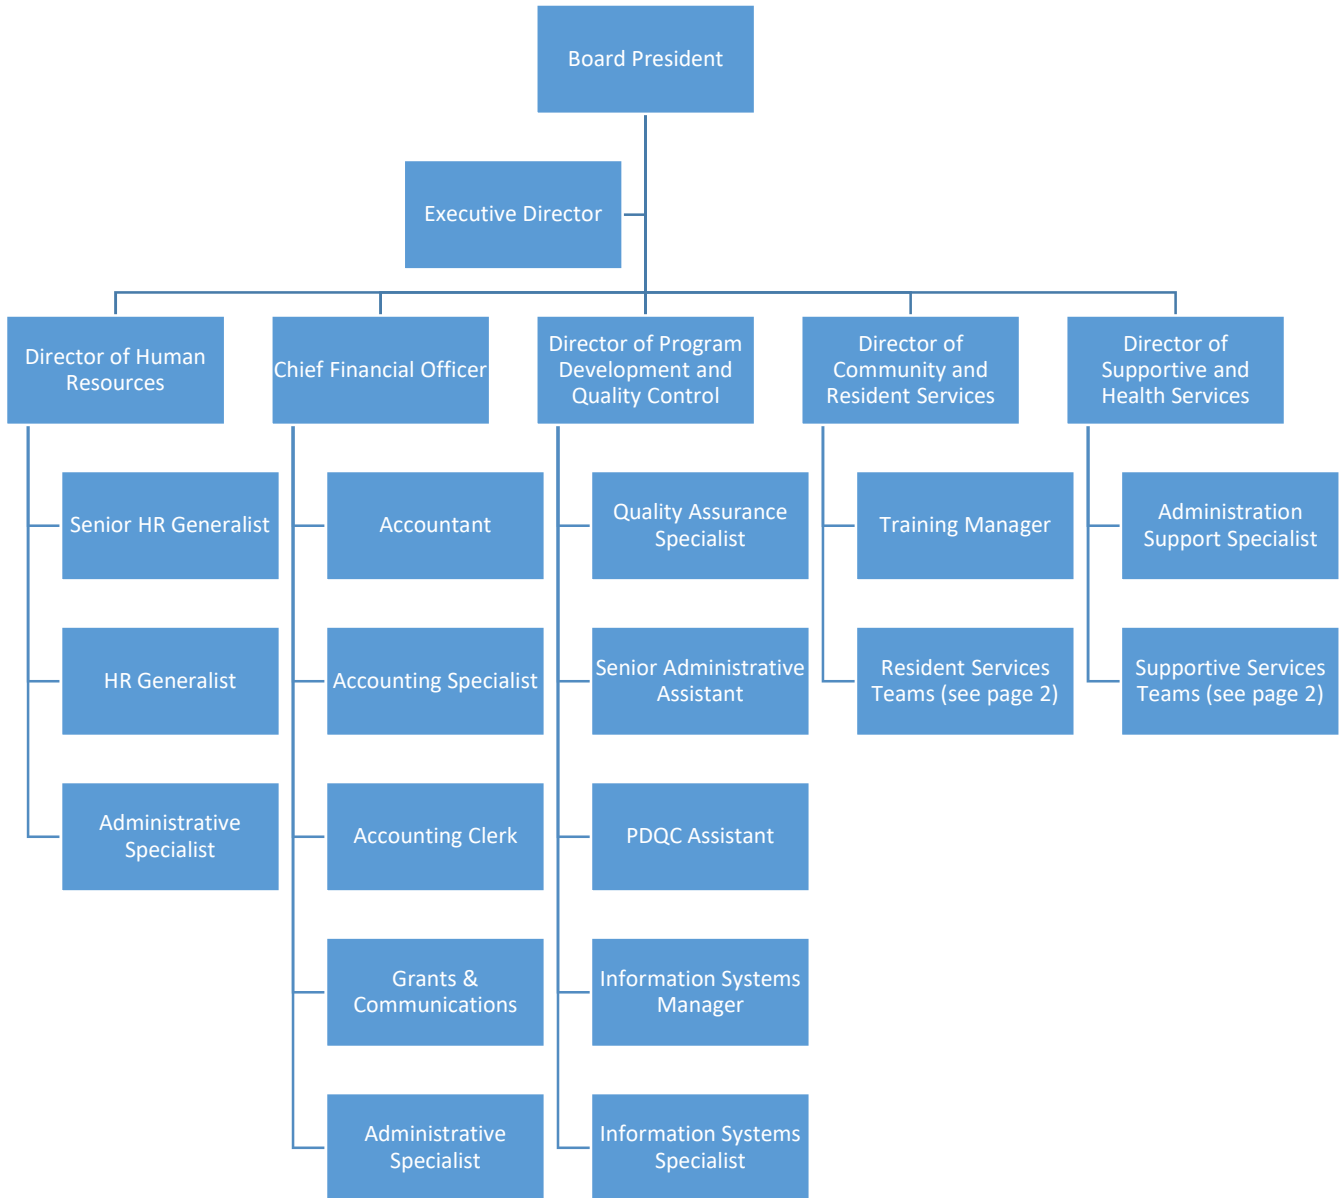 Board President
Executive Director
Director of Human
Resources
Chief Financial Officer
Director of Program
Development and
Quality Control
Director of
Community and
Resident Services
Director of
Supportive and
Health Services
Senior HR Generalist
Accountant
Quality Assurance
Specialist
Training Manager
Administration
Support Specialist
HR Generalist
Accounting Specialist
Senior Administrative
Assistant
Resident Services
Teams (see page 2)
Supportive Services
Teams (see page 2)
Administrative
Specialist
Accounting Clerk
PDQC Assistant
Grants &
Communications
Information Systems
Manager
Administrative
Specialist
Information Systems
Specialist